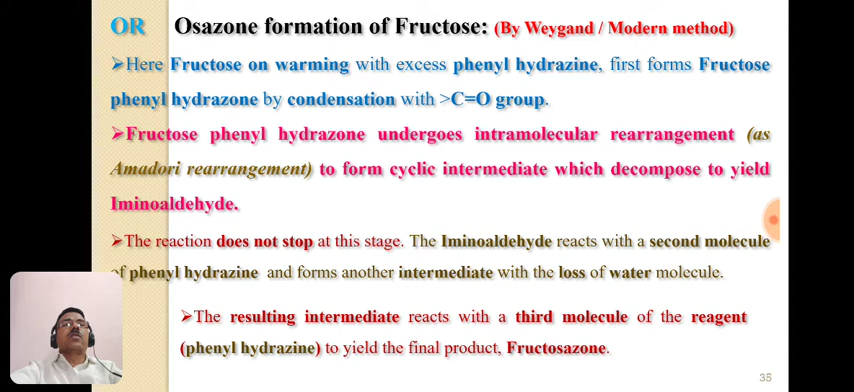 OR Osazone formation of Fructose: (By Weygand / Modern method)
➢Here Fructose on warming with excess phenyl hydrazine, first forms Fructose
phenyl hydrazone by condensation with >C=O group.
➢Fructose phenyl hydrazone undergoes intramolecular rearrangement (as
Amadori rearrangement) to form cyclic intermediate which decompose to yield
Iminoaldehyde.
➢The reaction does not stop at this stage. The Iminoaldehyde reacts with a second molecule
of phenyl hydrazine and forms another intermediate with the loss of water molecule.
➢The resulting intermediate reacts with a third molecule of the reagent
(phenyl hydrazine) to yield the final product, Fructosazone.
35